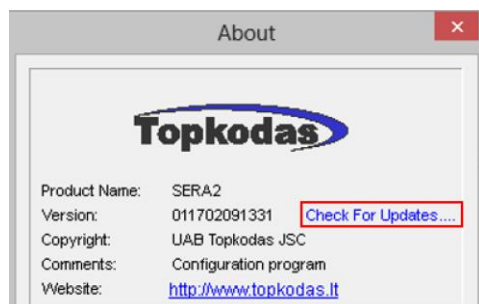 About
Topkodas
Product Name: SERA2
Version: 011702091331 Check For Updates....
Copyright: UAB Topkodas JSC
Comments: Configuration program
Website: http://www.topkodas.lt